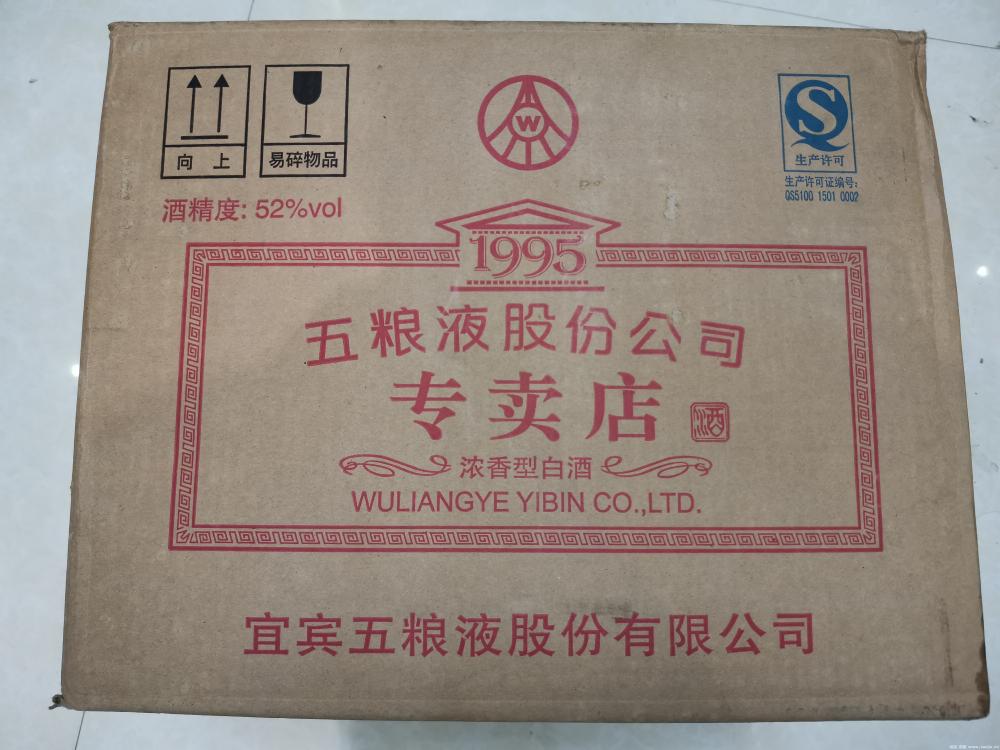 向 上
易碎物品
W
S
生产许可
生产许可证编号:
QS5100 1501 0002
酒精度: 52%vol
1995
五粮液股份公司
专卖店
酒
浓香型白酒
WULIANGYE YIBIN CO.,LTD.
宜宾五粮液股份有限公司